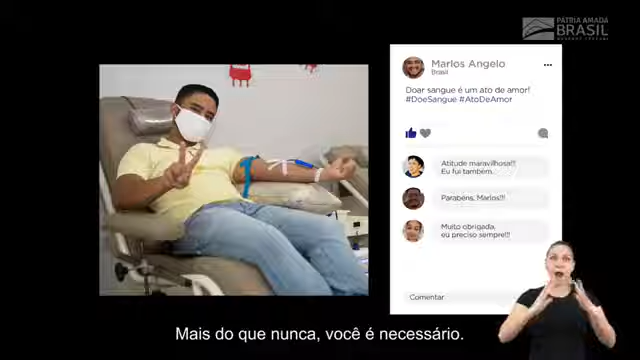 PÁTRIA AMADA
BRASIL
Marlos Angelo
Brasil
Doar sangue é um ato de amor!
#DoeSangue #AtoDeAmor
Atitude maravilhosa!!!
Eu fui também.
Parabéns, Marlos!!!
Muito obrigada,
eu preciso sempre!!!
Comentar
Mais do que nunca, você é necessário.